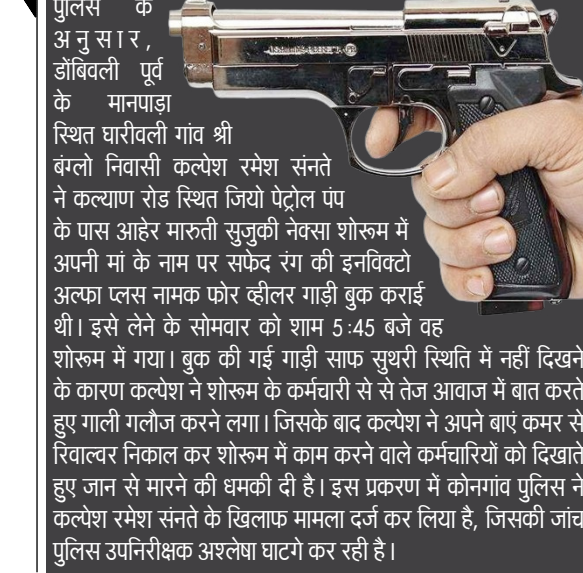 पुलिस के
अनुसार,
डोंबिवली पूर्व
के मानपाड़ा
स्थित घारीवली गांव श्री
बंग्लो निवासी कल्पेश रमेश संनते
ने कल्याण रोड स्थित जियो पेट्रोल पंप
के पास आहेर मारुती सुजुकी नेक्सा शोरूम में
अपनी मां के नाम पर सफेद रंग की इनविक्टो
अल्फा प्लस नामक फोर व्हीलर गाड़ी बुक कराई
थी। इसे लेने के सोमवार को शाम 5:45 बजे वह
शोरूम में गया। बुक की गई गाड़ी साफ सुथरी स्थिति में नहीं दिखने
के कारण कल्पेश ने शोरूम के कर्मचारी से से तेज आवाज में बात करते
हुए गाली गलौज करने लगा। जिसके बाद कल्पेश ने अपने बाएं कमर से
रिवाल्वर निकाल कर शोरूम में काम करने वाले कर्मचारियों को दिखाते
हुए जान से मारने की धमकी दी है। इस प्रकरण में कोनगांव पुलिस ने
कल्पेश रमेश संनते के खिलाफ मामला दर्ज कर लिया है, जिसकी जांच
पुलिस उपनिरीक्षक अश्लेषा घाटगे कर रही है।